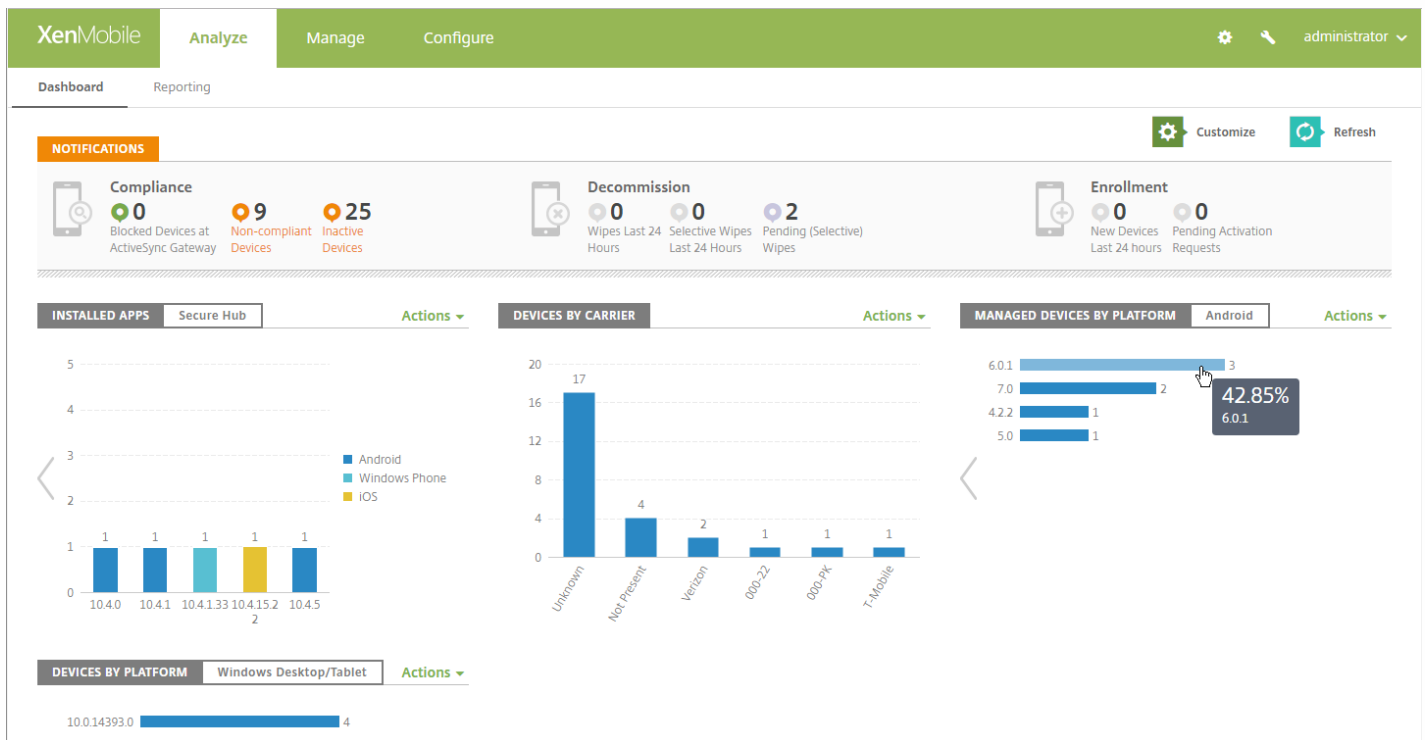 XenMobile
Analyze
Manage
Configure
administrator
Dashboard
Reporting
Customize
Refresh
NOTIFICATIONS
Compliance
0
Blocked Devices at
ActiveSync Gateway
9
Non-compliant
Devices
25
Inactive
Devices
Decommission
0
Wipes Last 24
Hours
0
Selective Wipes
Last 24 Hours
2
Pending (Selective)
Wipes
Enrollment
0
New Devices
Last 24 hours
0
Pending Activation
Requests
INSTALLED APPS
Secure Hub
Actions
5
4
3
2
1
0
1
1
1
1
1
10.4.0
10.4.1
10.4.1.33
10.4.15.2
2
10.4.5
Android
Windows Phone
iOS
DEVICES BY CARRIER
Actions
20
16
12
8
4
0
17
4
2
1
1
1
Unknown
Not Present
Verizon
000-22
000-PK
T-Mobile
MANAGED DEVICES BY PLATFORM
Android
Actions
6.0.1
3
7.0
2
4.2.2
1
5.0
1
42.85%
6.0.1
DEVICES BY PLATFORM
Windows Desktop/Tablet
Actions
10.0.14393.0
4